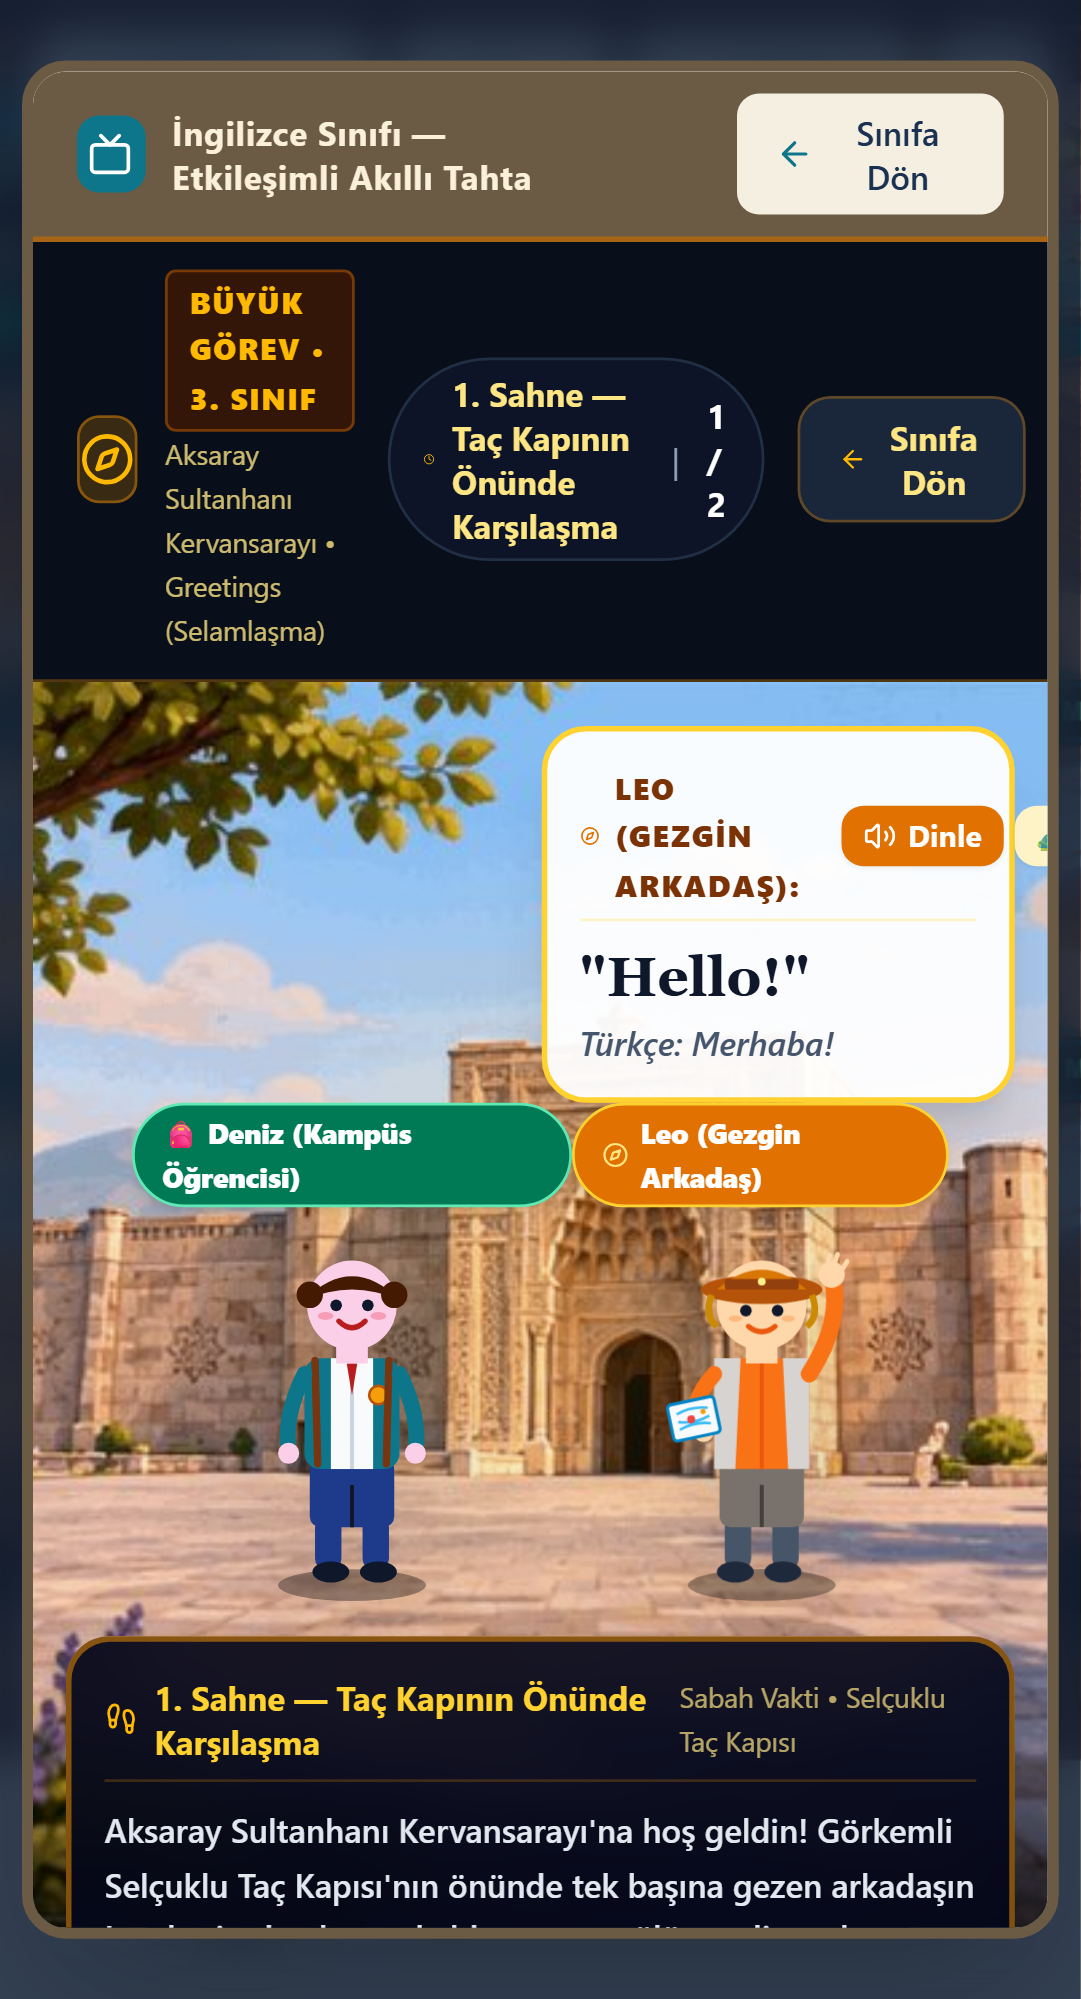 İngilizce Sınıfı —
Etkileşimli Akıllı Tahta
Sınıfa
Dön
BÜYÜK
GÖREV •
3. SINIF
Aksaray
Sultanhanı
Kervansarayı •
Greetings
(Selamlaşma)
1. Sahne —
Taç Kapının
Önünde
Karşılaşma
|
1
/
2
Sınıfa
Dön
LEO
(GEZGİN
ARKADAŞ):
Dinle
"Hello!"
Türkçe: Merhaba!
Deniz (Kampüs
Öğrencisi)
Leo (Gezgin
Arkadaş)
1. Sahne — Taç Kapının Önünde
Karşılaşma
Sabah Vakti • Selçuklu
Taç Kapısı
Aksaray Sultanhanı Kervansarayı'na hoş geldin! Görkemli
Selçuklu Taç Kapısı'nın önünde tek başına gezen arkadaşın